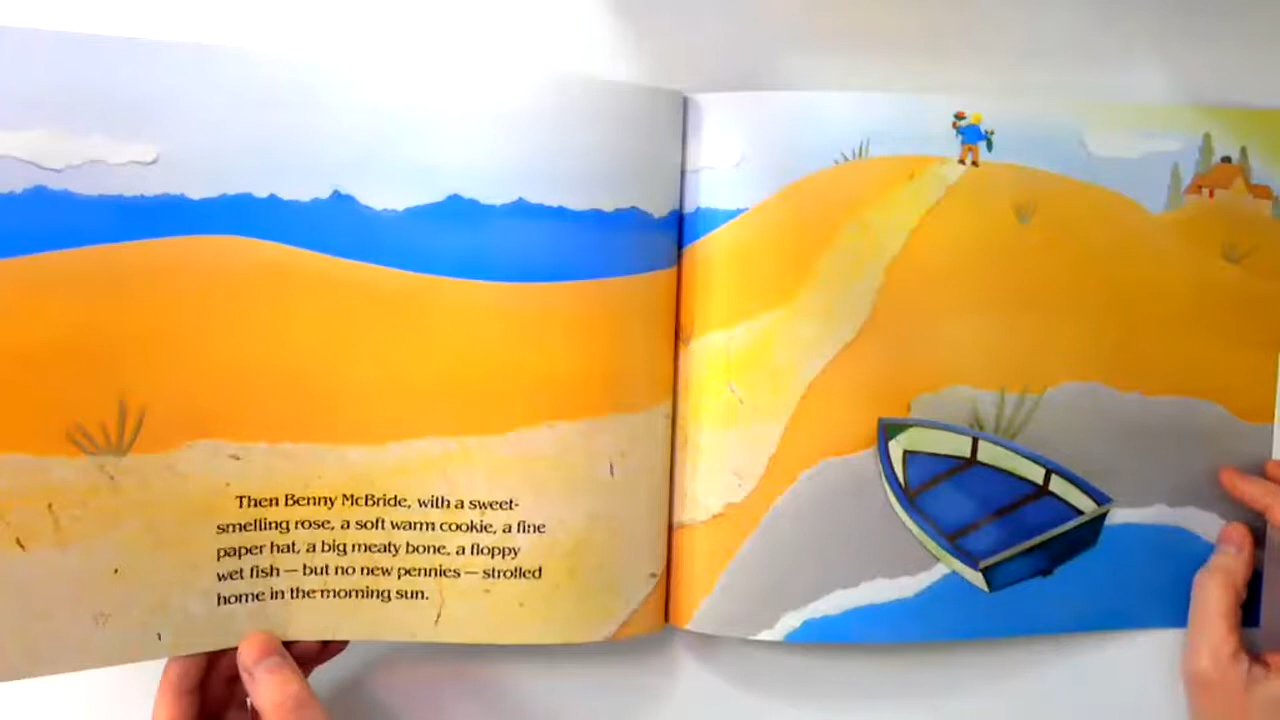 Then Benny McBride, with a sweet-
smelling rose, a soft warm cookie, a fine
paper hat, a big meaty bone, a floppy
wet fish — but no new pennies — strolled
home in the morning sun.